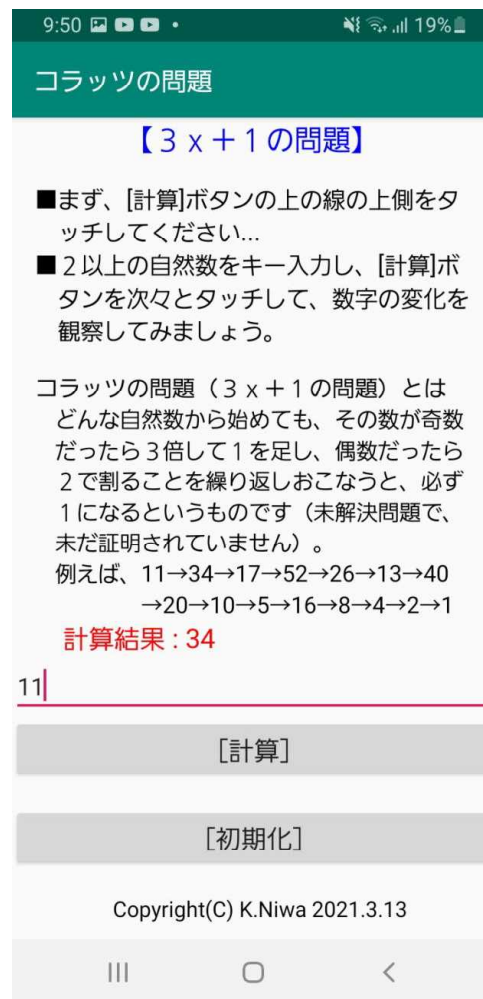 9:50 19%
コラッツの問題
【３ｘ＋１の問題】
■まず、[計算]ボタンの上の線の上側をタ
ッチしてください...
■２以上の自然数をキー入力し、[計算]ボ
タンを次々とタッチして、数字の変化を
観察してみましょう。
コラッツの問題（３ｘ＋１の問題）とは
どんな自然数から始めても、その数が奇数
だったら３倍して１を足し、偶数だったら
２で割ることを繰り返しおこなうと、必ず
１になるというものです（未解決問題で、
未だ証明されていません）。
例えば、11→34→17→52→26→13→40
→20→10→5→16→8→4→2→1
計算結果 : 34
11
［計算］
［初期化］
Copyright(C) K.Niwa 2021.3.13